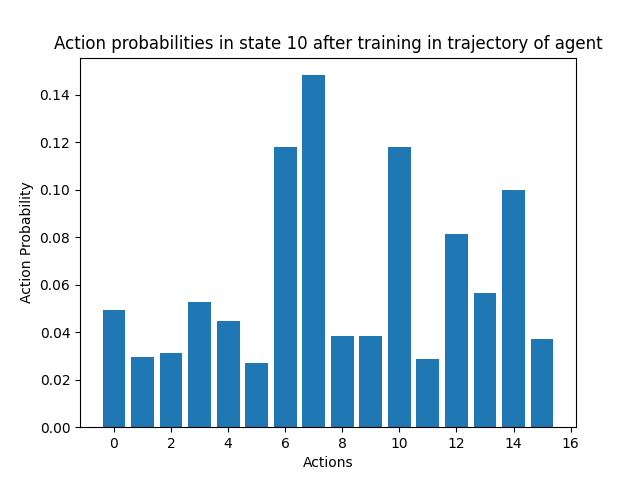 Action probabilities in state 10 after training in trajectory of agent
0.14
0.12
0.10
0.08
0.06
0.04
0.02
0.00
Action Probability
0 2 4 6 8 10 12 14 16
Actions